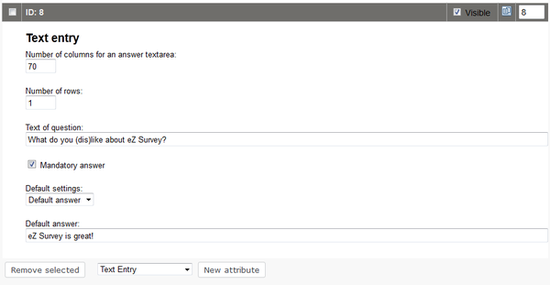 ID: 8 Visible 8
Text entry
Number of columns for an answer textarea:
70
Number of rows:
1
Text of question:
What do you (dis)like about eZ Survey?
Mandatory answer
Default settings:
Default answer
Default answer:
eZ Survey is great!
Remove selected Text Entry New attribute